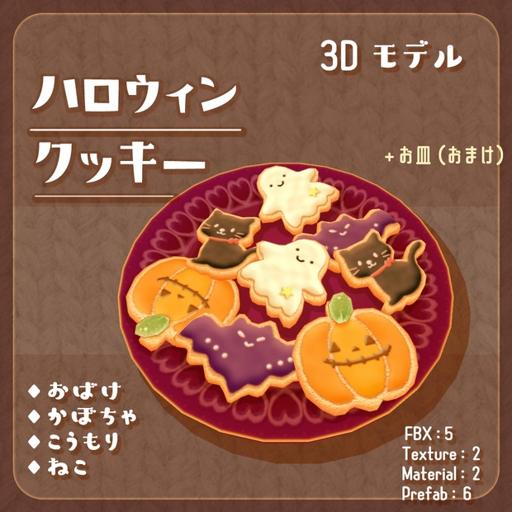 3D モデル
ハロウィン
クッキー
+お皿(おまけ)
◆ おばけ
◆ かぼちゃ
◆ こうもり
◆ ねこ
FBX : 5
Texture : 2
Material : 2
Prefab : 6